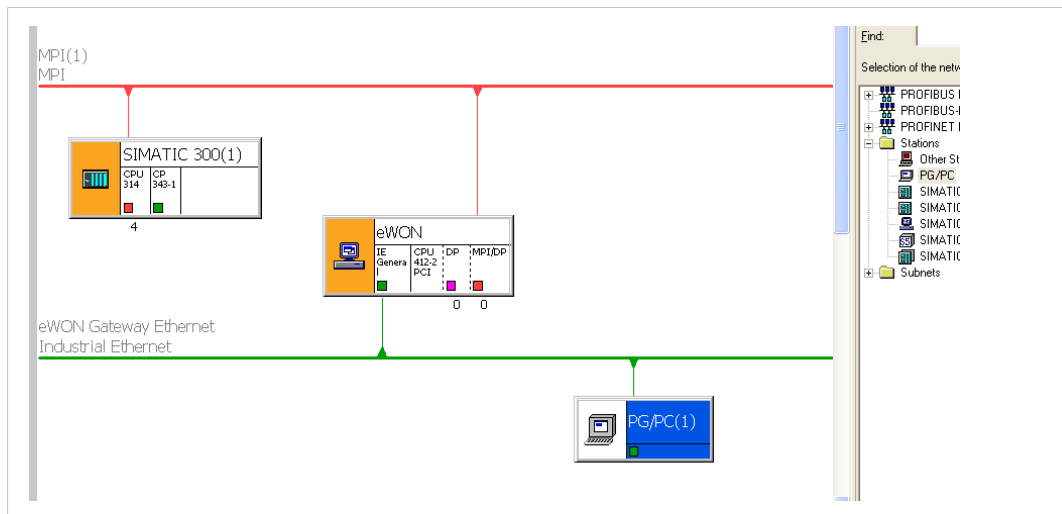 MPI(1)
MPI
SIMATIC 300(1)
CPU
314
CP
343-1
4
eWON
IE
Genera
l
CPU
412-2
PCI
DP
MPI/DP
0
0
eWON Gateway Ethernet
Industrial Ethernet
PG/PC(1)
Find:
Selection of the netw
PROFIBUS
PROFIBUS-
PROFINET
Stations
Other St
PG/PC
SIMATIC
SIMATIC
SIMATIC
S5
SIMATIC
SIMATIC
Subnets